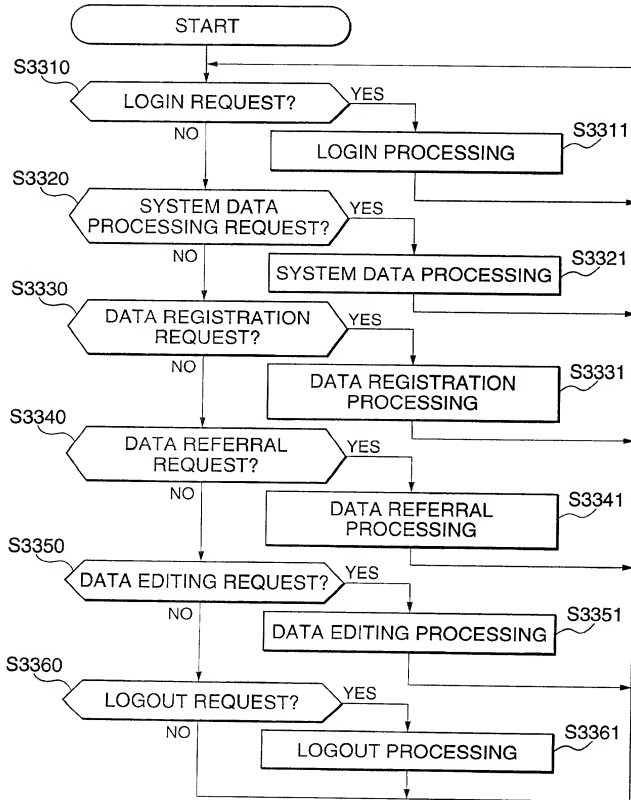 START
S3310
LOGIN REQUEST?
YES
NO
LOGIN PROCESSING
S3311
S3320
SYSTEM DATA
PROCESSING REQUEST?
YES
NO
SYSTEM DATA PROCESSING
S3321
S3330
DATA REGISTRATION
REQUEST?
YES
NO
DATA REGISTRATION
PROCESSING
S3331
S3340
DATA REFERRAL
REQUEST?
YES
NO
DATA REFERRAL
PROCESSING
S3341
S3350
DATA EDITING REQUEST?
YES
NO
DATA EDITING PROCESSING
S3351
S3360
LOGOUT REQUEST?
YES
NO
LOGOUT PROCESSING
S3361